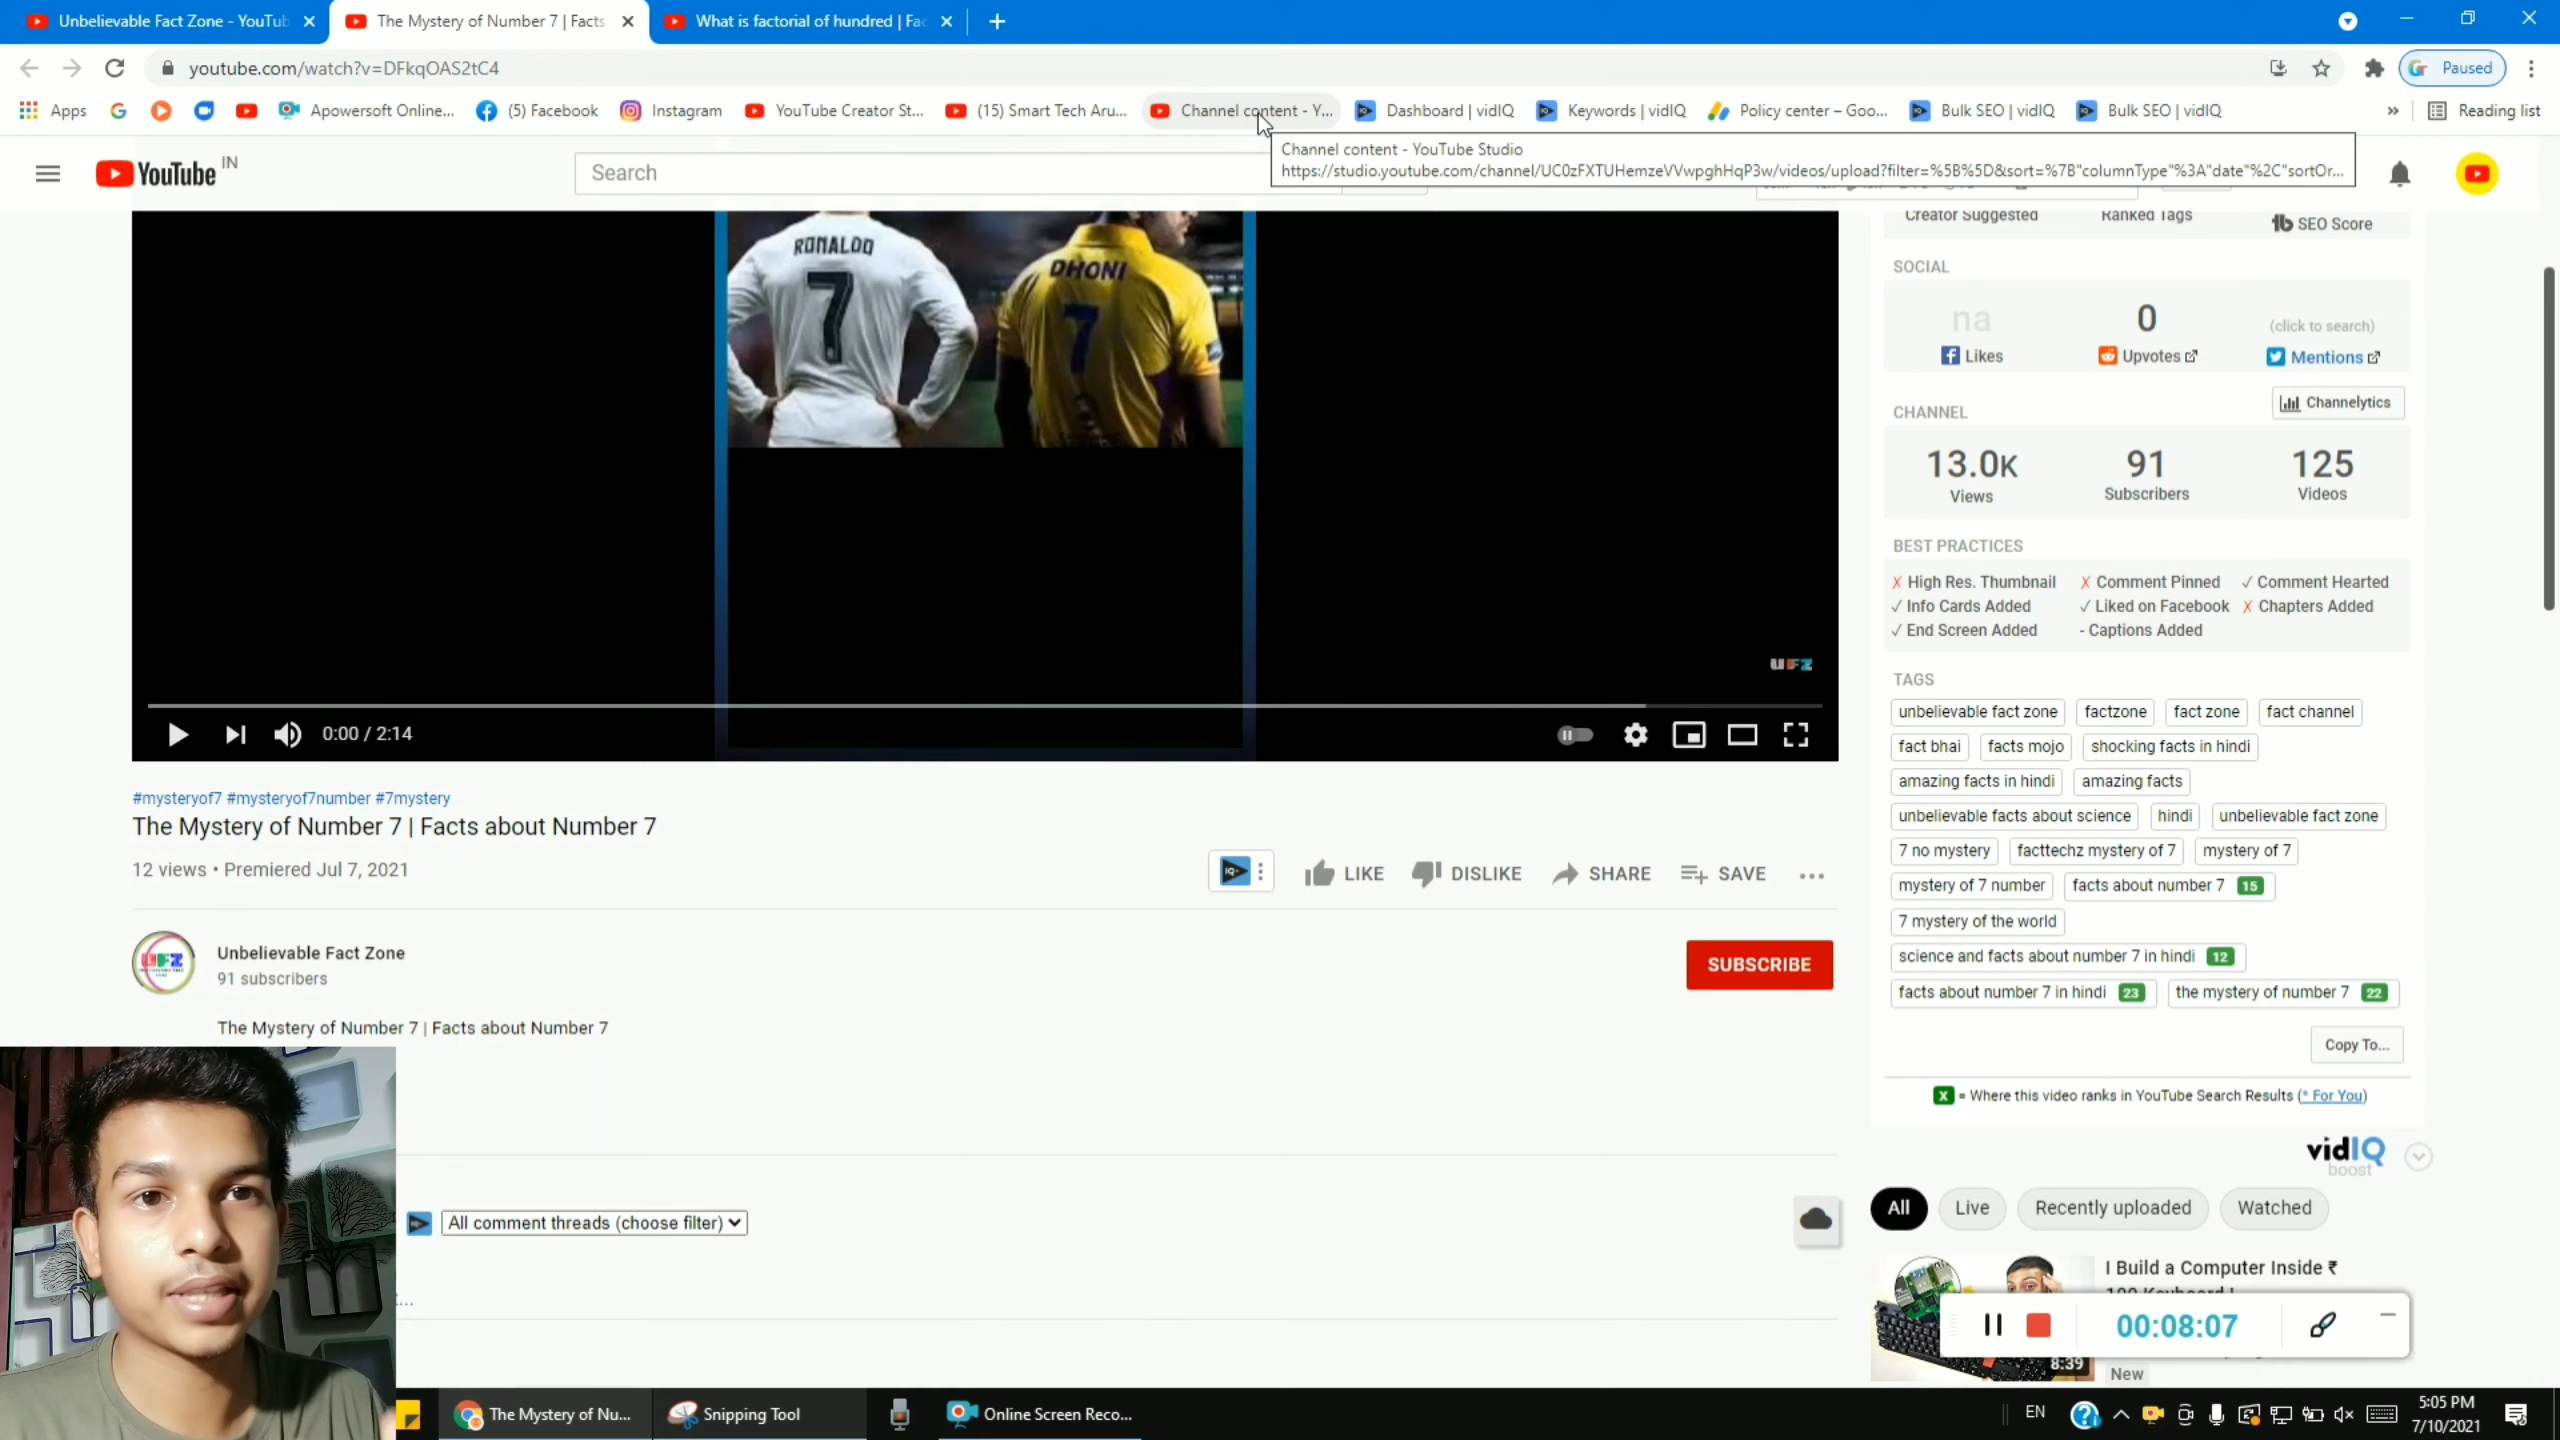 Unbelievable Fact Zone - YouTub
The Mystery of Number 7 | Facts
What is factorial of hundred | Fac
youtube.com/watch?v=DFkqOAS2tC4
Paused
Apps
Apowersoft Online...
(5) Facebook
Instagram
YouTube Creator St...
(15) Smart Tech Aru...
Channel content - Y...
Dashboard | vidIQ
Keywords | vidIQ
Policy center – Goo...
Bulk SEO | vidIQ
Bulk SEO | vidIQ
»
Reading list
Channel content - YouTube Studio
https://studio.youtube.com/channel/UC0zFXTUHemzeVVwpghHqP3w/videos/upload?filter=%5B%5D&sort=%7B"columnType"%3A"date"%2C"sortOr...
YouTube IN
Search
RONALDO
7
DHONI
7
UFZ
0:00 / 2:14
#mysteryof7 #mysteryof7number #7mystery
The Mystery of Number 7 | Facts about Number 7
12 views • Premiered Jul 7, 2021
LIKE
DISLIKE
SHARE
SAVE
UFZ
Unbelievable Fact Zone
91 subscribers
SUBSCRIBE
The Mystery of Number 7 | Facts about Number 7
All comment threads (choose filter)
Creator Suggested
Ranked Tags
SEO Score
SOCIAL
na
0
(click to search)
Likes
Upvotes
Mentions
CHANNEL
Channelytics
13.0K
91
125
Views
Subscribers
Videos
BEST PRACTICES
✗ High Res. Thumbnail ✗ Comment Pinned ✓ Comment Hearted
✓ Info Cards Added ✓ Liked on Facebook ✗ Chapters Added
✓ End Screen Added - Captions Added
TAGS
unbelievable fact zone factzone fact zone fact channel
fact bhai facts mojo shocking facts in hindi
amazing facts in hindi amazing facts
unbelievable facts about science hindi unbelievable fact zone
7 no mystery facttechz mystery of 7 mystery of 7
mystery of 7 number facts about number 7 15
7 mystery of the world
science and facts about number 7 in hindi 12
facts about number 7 in hindi 23 the mystery of number 7 22
Copy To...
X = Where this video ranks in YouTube Search Results (* For You)
vidIQ
boost
All
Live
Recently uploaded
Watched
I Build a Computer Inside ₹
8:39
New
00:08:07
The Mystery of Nu...
Snipping Tool
Online Screen Reco...
EN
5:05 PM
7/10/2021